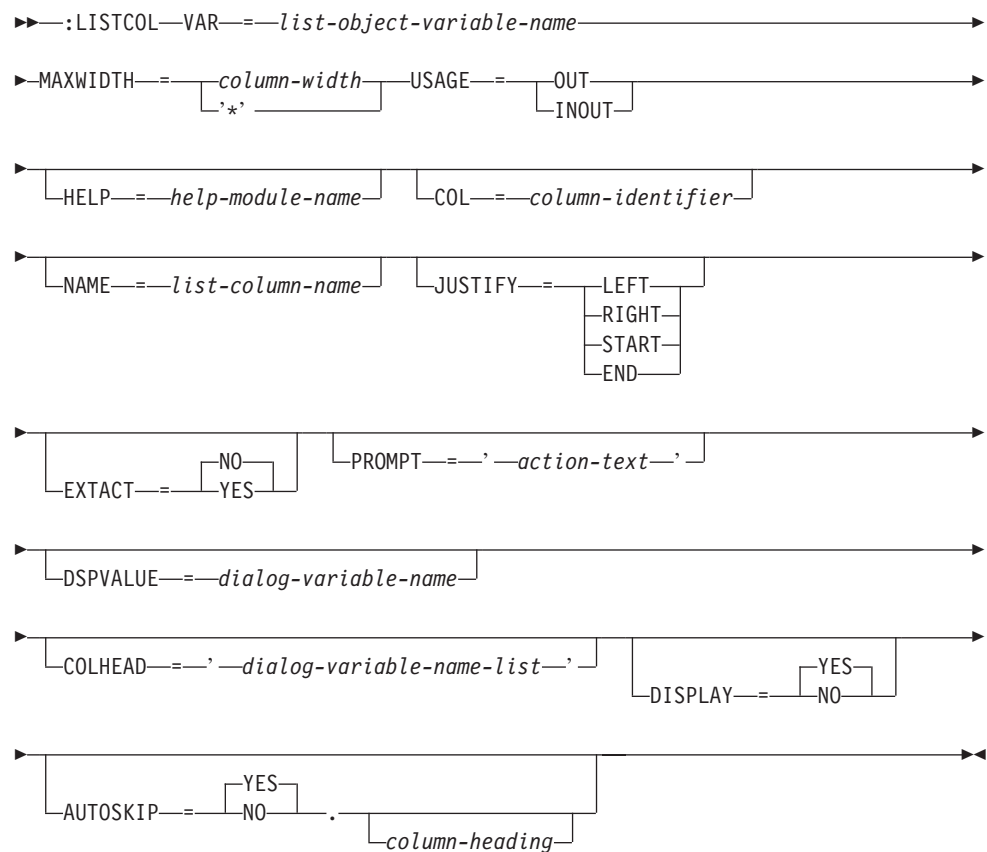 :LISTCOL VAR = list-object-variable-name
MAXWIDTH = column-width USAGE = OUT
'*' INOUT
HELP = help-module-name COL = column-identifier
NAME = list-column-name JUSTIFY = LEFT
RIGHT
START
END
NO
EXTACT = YES PROMPT = ' action-text '
DSPVALUE = dialog-variable-name
COLHEAD = ' dialog-variable-name-list ' YES
DISPLAY = NO
YES
AUTOSKIP = NO .
column-heading